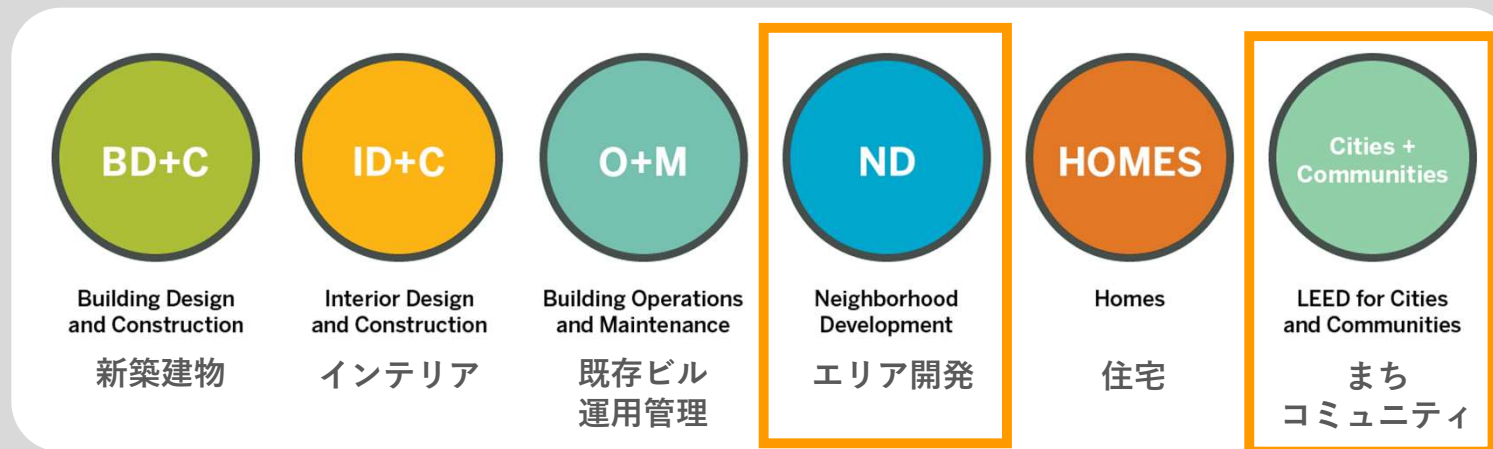 BD+C
ID+C
O+M
ND
HOMES
Cities +
Communities
Building Design
and Construction
新築建物
Interior Design
and Construction
インテリア
Building Operations
and Maintenance
既存ビル
運用管理
Neighborhood
Development
エリア開発
Homes
住宅
LEED for Cities
and Communities
まち
コミュニティ